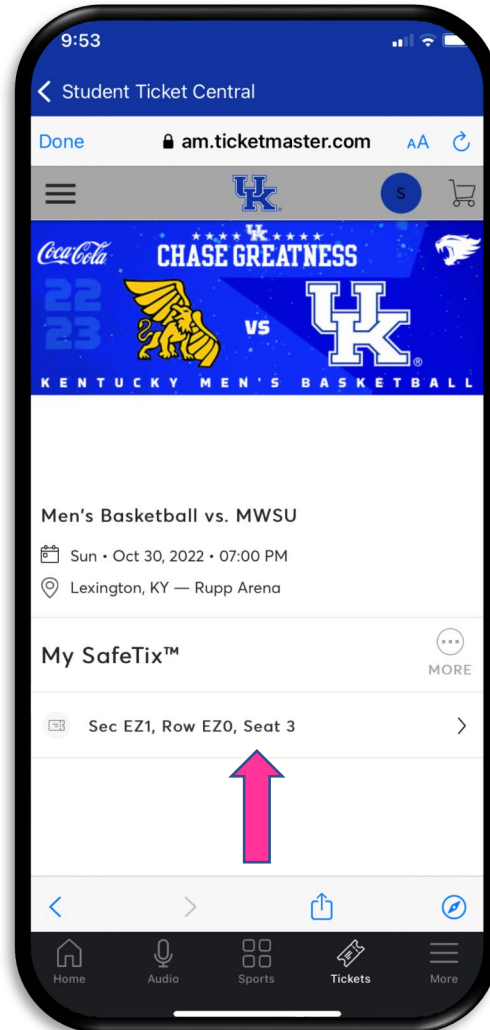 9:53
Student Ticket Central
Done am.ticketmaster.com AA
UK
S
Coca-Cola
UK
CHASE GREATNESS
22
23
VS
UK
®
KENTUCKY MEN'S BASKETBALL
Men's Basketball vs. MWSU
Sun • Oct 30, 2022 • 07:00 PM
Lexington, KY — Rupp Arena
My SafeTix™
MORE
Sec EZ1, Row EZ0, Seat 3
Home Audio Sports Tickets More